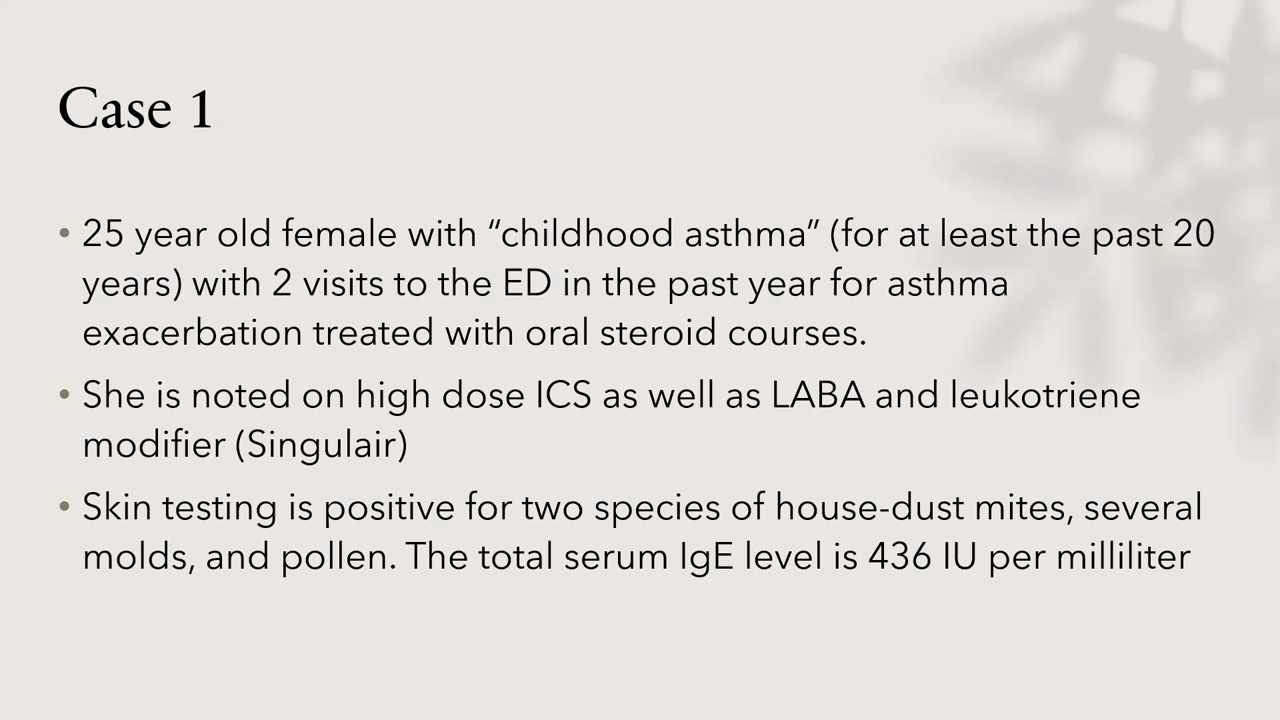 Case 1
• 25 year old female with “childhood asthma” (for at least the past 20
years) with 2 visits to the ED in the past year for asthma
exacerbation treated with oral steroid courses.
• She is noted on high dose ICS as well as LABA and leukotriene
modifier (Singulair)
• Skin testing is positive for two species of house-dust mites, several
molds, and pollen. The total serum IgE level is 436 IU per milliliter